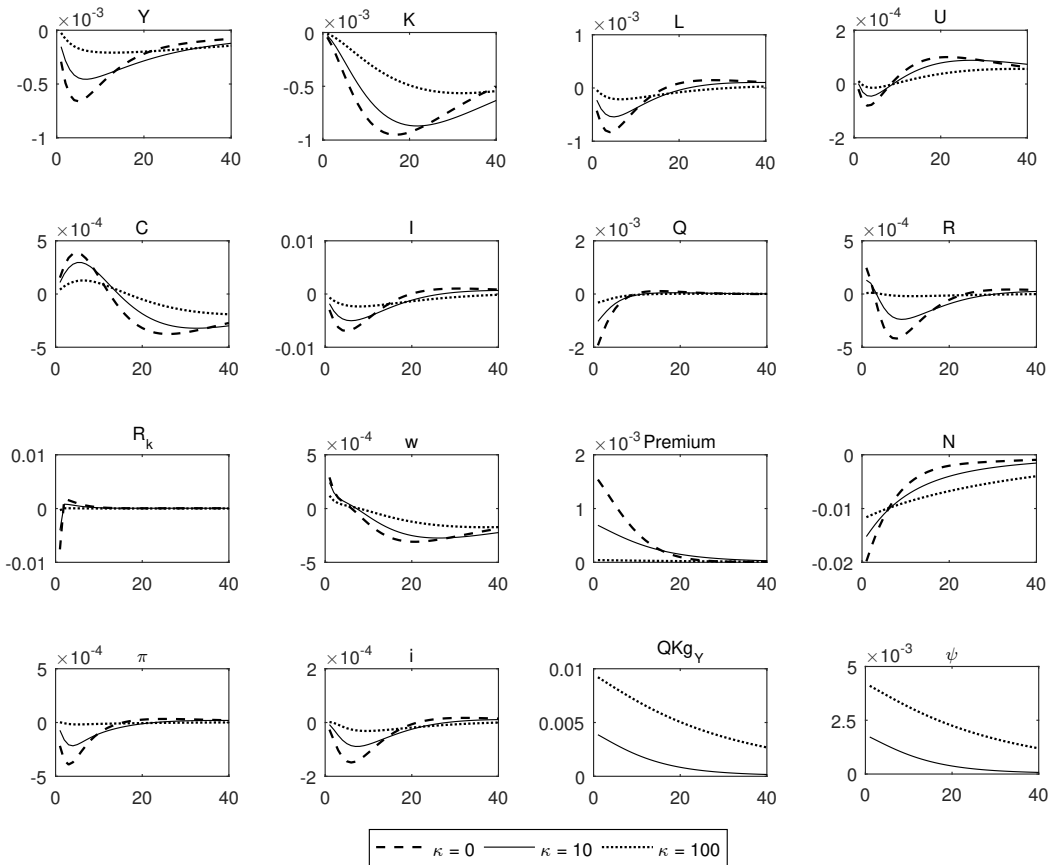 ×10⁻³ Y
0
-0.5
-1
0 20 40
×10⁻³ K
0
-0.5
-1
0 20 40
×10⁻³ L
1
0
-1
0 20 40
×10⁻⁴ U
2
0
-2
0 20 40
×10⁻⁴ C
5
0
-5
0 20 40
I
0.01
0
-0.01
0 20 40
×10⁻³ Q
2
0
-2
0 20 40
×10⁻⁴ R
5
0
-5
0 20 40
R_k
0.01
0
-0.01
0 20 40
×10⁻⁴ w
5
0
-5
0 20 40
×10⁻³ Premium
2
1
0
0 20 40
N
0
-0.01
-0.02
0 20 40
×10⁻⁴ π
5
0
-5
0 20 40
×10⁻⁴ i
2
0
-2
0 20 40
QKg_Y
0.01
0.005
0
0 20 40
×10⁻³ ψ
5
2.5
0
0 20 40
κ = 0 κ = 10 κ = 100